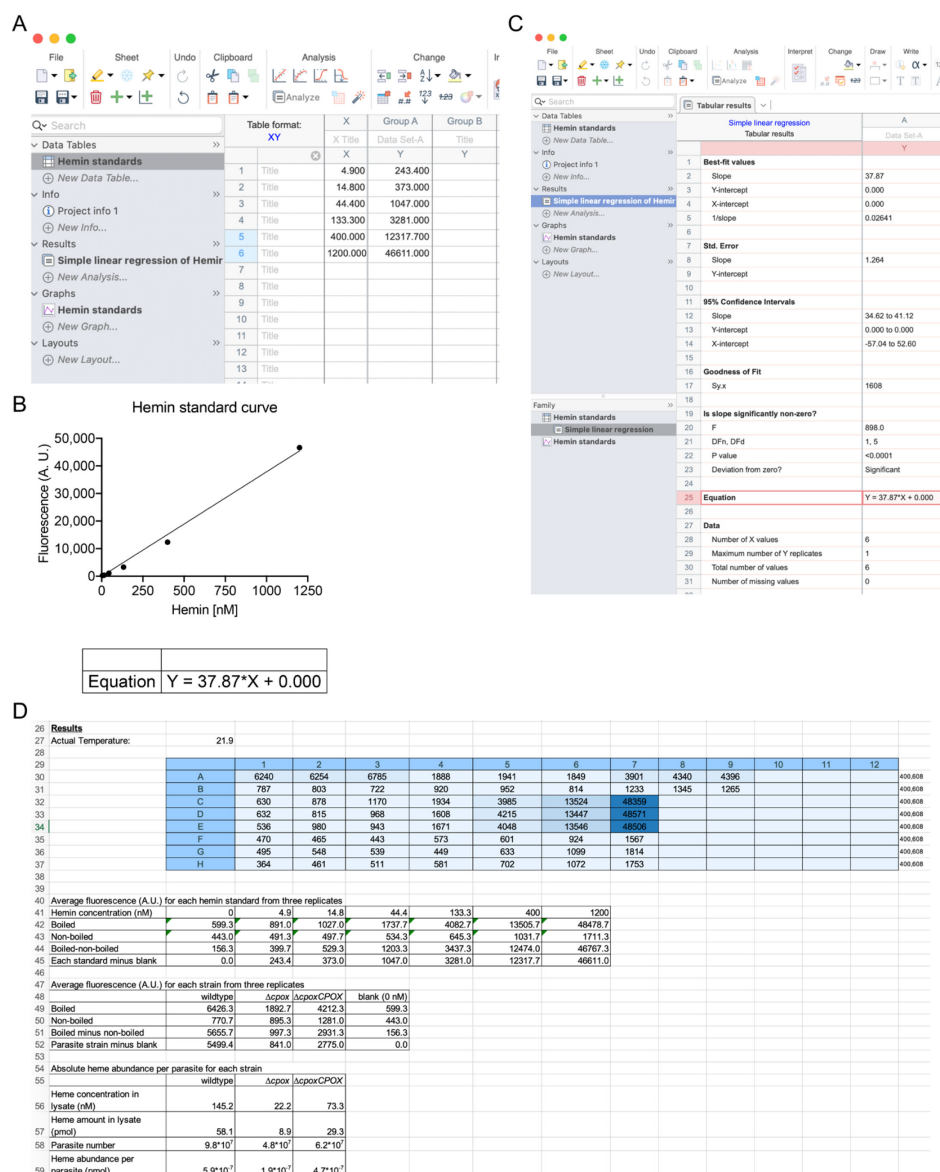 A
File Sheet Undo Clipboard Analysis Change
Analyze
Search
Data Tables
Hemin standards
New Data Table...
Info
Project info 1
New Info...
Results
Simple linear regression of Hemir
New Analysis...
Graphs
Hemin standards
New Graph...
Layouts
New Layout...
Table format: X Group A Group B
XY X Title Data Set-A Title
X Y Y
1 Title 4.900 243.400
2 Title 14.800 373.000
3 Title 44.400 1047.000
4 Title 133.300 3281.000
5 Title 400.000 12317.700
6 Title 1200.000 46611.000
7 Title
8 Title
9 Title
10 Title
11 Title
12 Title
13 Title
B
Hemin standard curve
Fluorescence (A. U.)
50,000
40,000
30,000
20,000
10,000
0
0 250 500 750 1000 1250
Hemin [nM]
Equation Y = 37.87*X + 0.000
C
File Sheet Undo Clipboard Analysis Interpret Change Draw Write
Analyze
Search
Data Tables
Hemin standards
New Data Table...
Info
Project info 1
New Info...
Results
Simple linear regression of Hemir
New Analysis...
Graphs
Hemin standards
New Graph...
Layouts
New Layout...
Family
Hemin standards
Simple linear regression
Hemin standards
Tabular results
Simple linear regression A
Tabular results Data Set-A
Y
1 Best-fit values
2 Slope 37.87
3 Y-intercept 0.000
4 X-intercept 0.000
5 1/slope 0.02641
6
7 Std. Error
8 Slope 1.264
9 Y-intercept
10
11 95% Confidence Intervals
12 Slope 34.62 to 41.12
13 Y-intercept 0.000 to 0.000
14 X-intercept -57.04 to 52.60
15
16 Goodness of Fit
17 Sy.x 1608
18
19 Is slope significantly non-zero?
20 F 898.0
21 DFn, DFd 1, 5
22 P value <0.0001
23 Deviation from zero? Significant
24
25 Equation Y = 37.87*X + 0.000
26
27 Data
28 Number of X values 6
29 Maximum number of Y replicates 1
30 Total number of values 6
31 Number of missing values 0
D
26 Results
27 Actual Temperature: 21.9
28
29 1 2 3 4 5 6 7 8 9 10 11 12
30 A 6240 6254 6785 1888 1941 1849 3901 4340 4396 400,608
31 B 787 803 722 920 952 814 1233 1345 1265 400,608
32 C 630 878 1170 1934 3985 13524 48359 400,608
33 D 632 815 968 1608 4215 13447 48571 400,608
34 E 536 980 943 1671 4048 13546 48506 400,608
35 F 470 465 443 573 601 924 1567 400,608
36 G 495 548 539 449 633 1099 1814 400,608
37 H 364 461 511 581 702 1072 1753 400,608
38
39
40 Average fluorescence (A.U.) for each hemin standard from three replicates
41 Hemin concentration (nM) 0 4.9 14.8 44.4 133.3 400 1200
42 Boiled 599.3 891.0 1027.0 1737.7 4082.7 13505.7 48478.7
43 Non-boiled 443.0 491.3 497.7 534.3 645.3 1031.7 1711.3
44 Boiled-non-boiled 156.3 399.7 529.3 1203.3 3437.3 12474.0 46767.3
45 Each standard minus blank 0.0 243.4 373.0 1047.0 3281.0 12317.7 46611.0
46
47 Average fluorescence (A.U.) for each strain from three replicates
48 wildtype Δcpox ΔcpoxCPOX blank (0 nM)
49 Boiled 6426.3 1892.7 4212.3 599.3
50 Non-boiled 770.7 895.3 1281.0 443.0
51 Boiled minus non-boiled 5655.7 997.3 2931.3 156.3
52 Parasite strain minus blank 5499.4 841.0 2775.0 0.0
53
54 Absolute heme abundance per parasite for each strain
55 wildtype Δcpox ΔcpoxCPOX
Heme concentration in
56 lysate (nM) 145.2 22.2 73.3
Heme amount in lysate
57 (pmol) 58.1 8.9 29.3
58 Parasite number 9.8*10⁷ 4.8*10⁷ 6.2*10⁷
Heme abundance per
59 parasite (pmol) 5.9*10⁻⁷ 1.9*10⁻⁷ 4.7*10⁻⁷